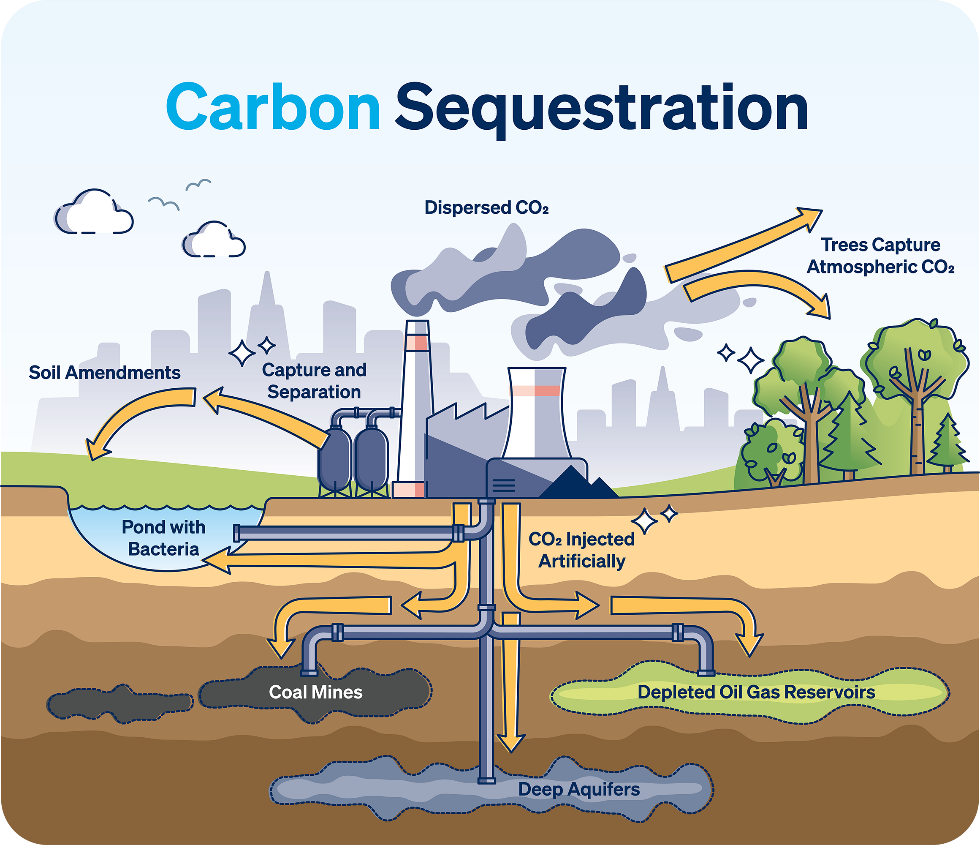 Carbon Sequestration
Dispersed CO₂
Trees Capture
Atmospheric CO₂
Soil Amendments
Capture and
Separation
Pond with
Bacteria
CO₂ Injected
Artificially
Coal Mines
Depleted Oil Gas Reservoirs
Deep Aquifers